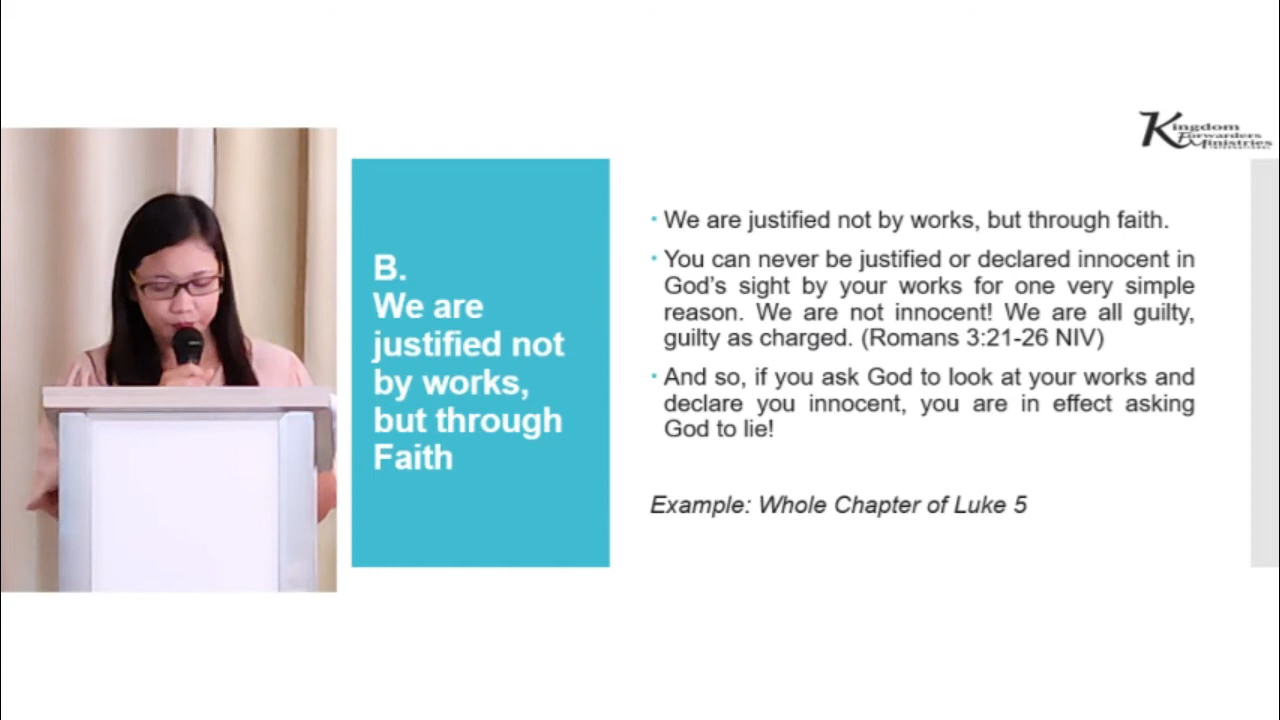 Kingdom
Forwarders
Ministries
INTERNATIONAL
B.
We are
justified not
by works,
but through
Faith
• We are justified not by works, but through faith.
• You can never be justified or declared innocent in
God's sight by your works for one very simple
reason. We are not innocent! We are all guilty,
guilty as charged. (Romans 3:21-26 NIV)
• And so, if you ask God to look at your works and
declare you innocent, you are in effect asking
God to lie!
Example: Whole Chapter of Luke 5